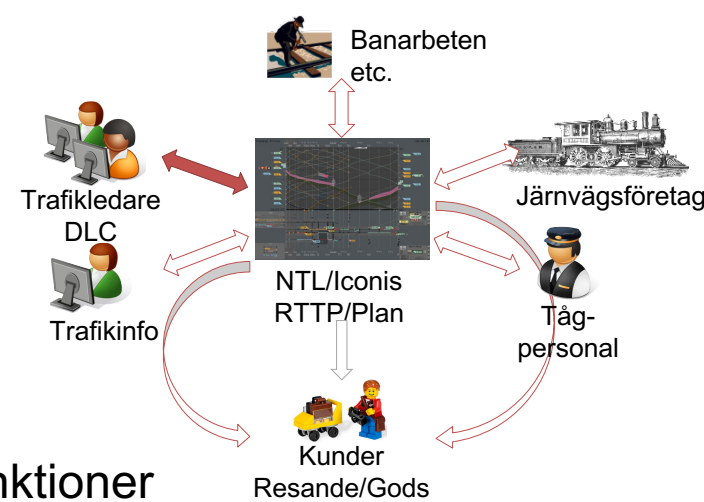 Banarbeten
etc.
Trafikledare
DLC
Järnvägsföretag
Trafikinfo
NTL/Iconis
RTTP/Plan
Tåg-
personal
Kunder
Resande/Gods
nktioner